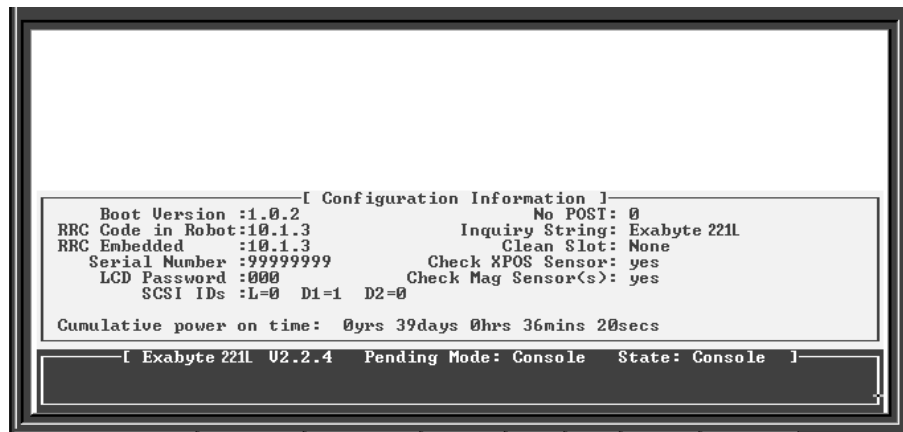 [ Configuration Information ]
Boot Version :1.0.2 No POST: 0
RRC Code in Robot:10.1.3 Inquiry String: Exabyte 221L
RRC Embedded :10.1.3 Clean Slot: None
Serial Number :99999999 Check XPOS Sensor: yes
LCD Password :000 Check Mag Sensor(s): yes
SCSI IDs :L=0 D1=1 D2=0
Cumulative power on time: 0yrs 39days 0hrs 36mins 20secs
[ Exabyte 221L V2.2.4 Pending Mode: Console State: Console ]